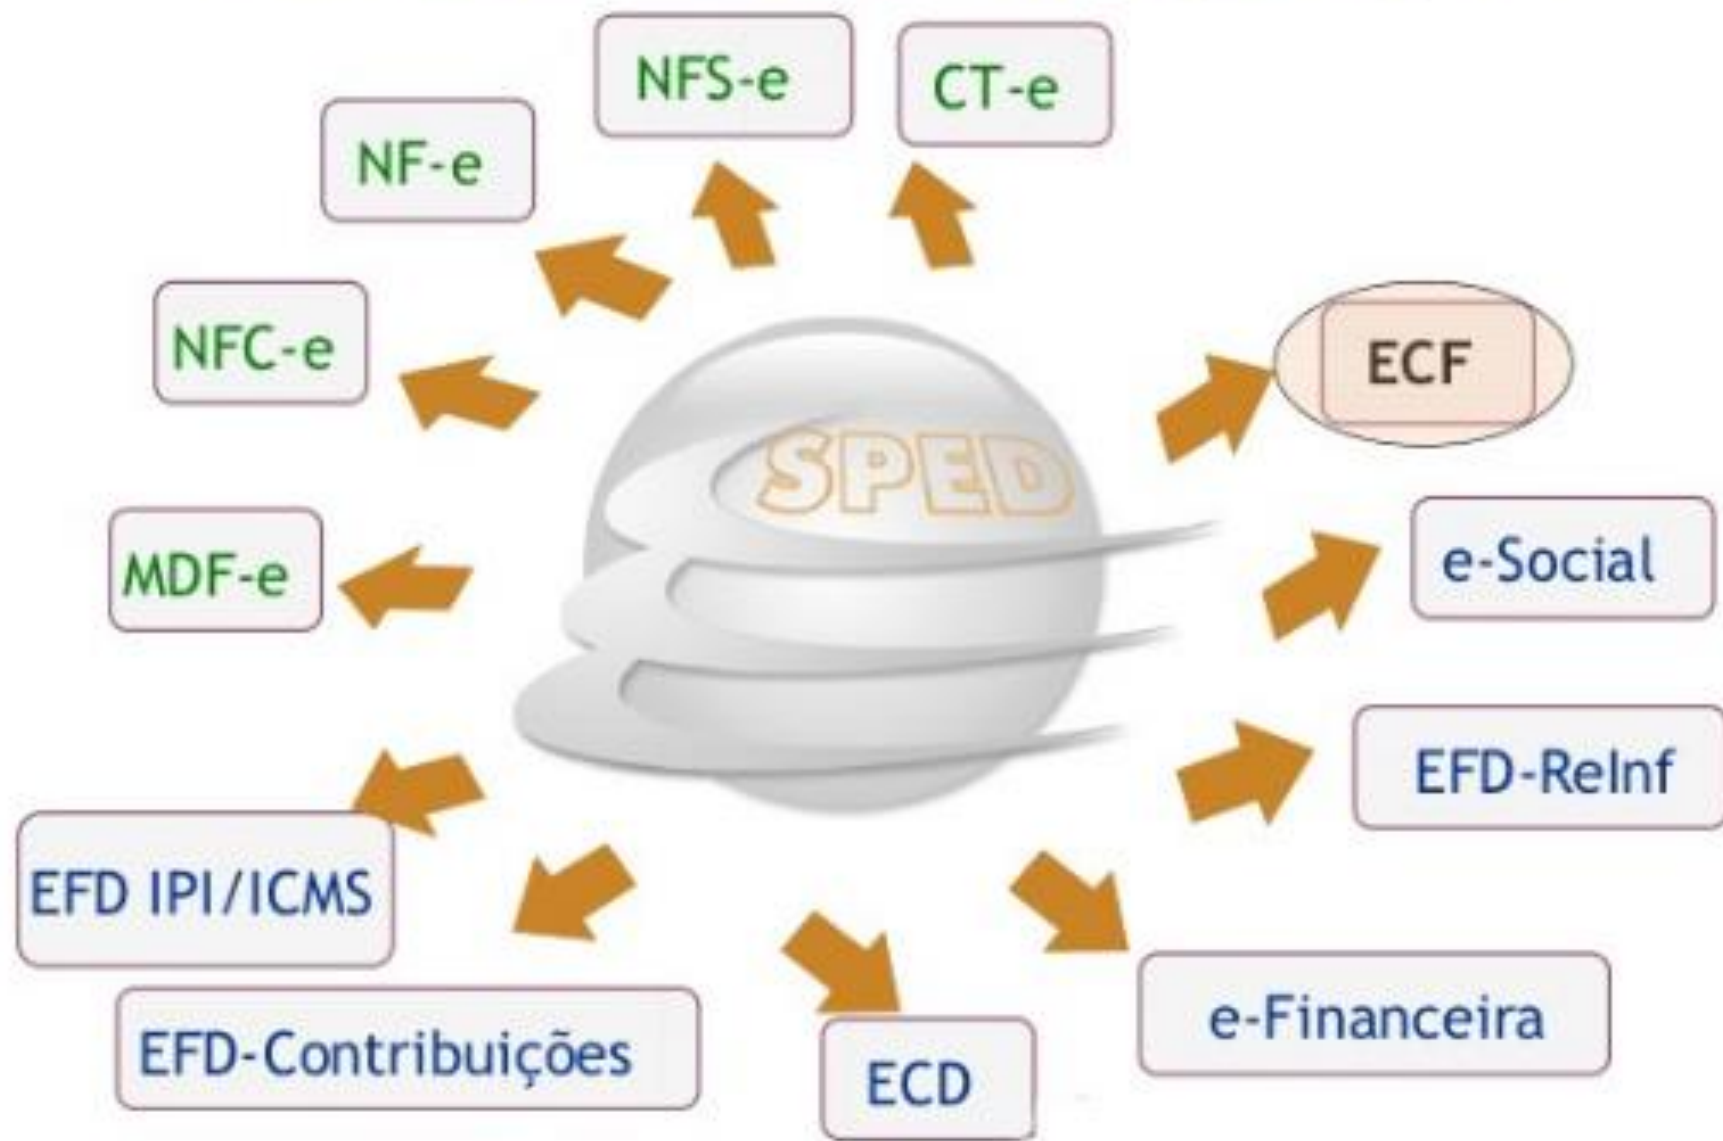 NFS-e
CT-e
NF-e
NFC-e
ECF
SPED
e-Social
MDF-e
EFD-ReInf
EFD IPI/ICMS
e-Financeira
EFD-Contribuições
ECD